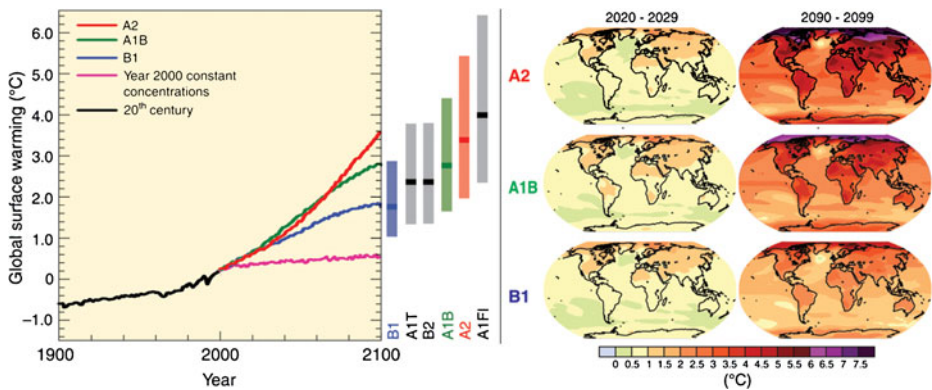 Global surface warming (°C)
6.0
5.0
4.0
3.0
2.0
1.0
0
−1.0
A2
A1B
B1
Year 2000 constant
concentrations
20th century
1900 2000 2100
Year
B1 A1T B2 A1B A2 A1FI
2020 - 2029 2090 - 2099
A2
A1B
B1
0 0.5 1 1.5 2 2.5 3 3.5 4 4.5 5 5.5 6 6.5 7 7.5
(°C)